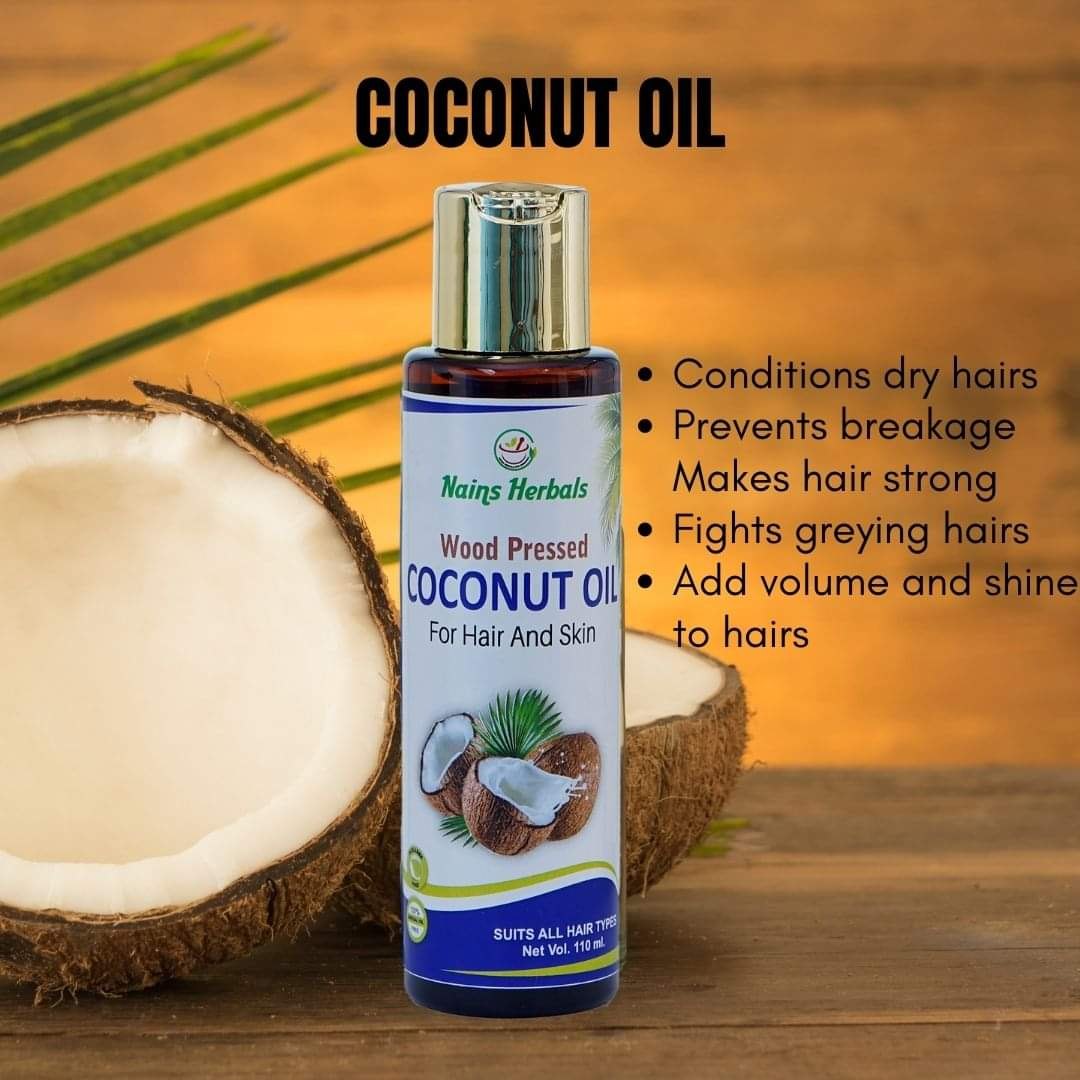 COCONUT OIL
Nains Herbals
Wood Pressed
COCONUT OIL
For Hair And Skin
SUITS ALL HAIR TYPES
Net Vol. 110 ml.
• Conditions dry hairs
• Prevents breakage
Makes hair strong
• Fights greying hairs
• Add volume and shine
to hairs